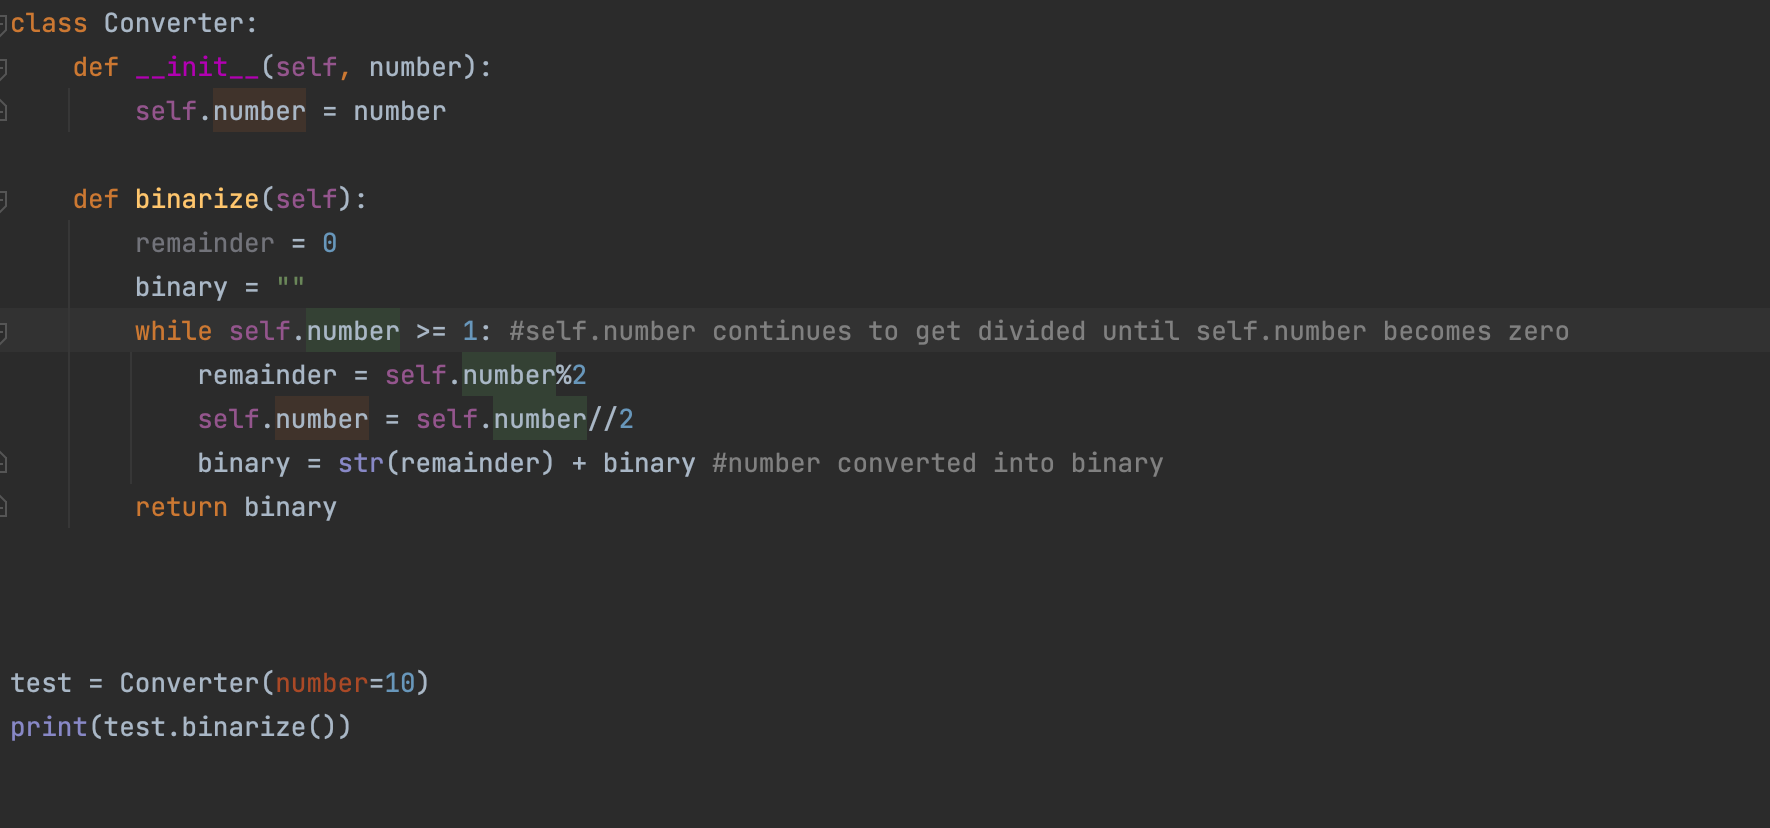 class Converter:
    def __init__(self, number):
        self.number = number
    def binarize(self):
        remainder = 0
        binary = ""
        while self.number >= 1: #self.number continues to get divided until self.number becomes zero
            remainder = self.number%2
            self.number = self.number//2
            binary = str(remainder) + binary #number converted into binary
        return binary
test = Converter(number=10)
print(test.binarize())